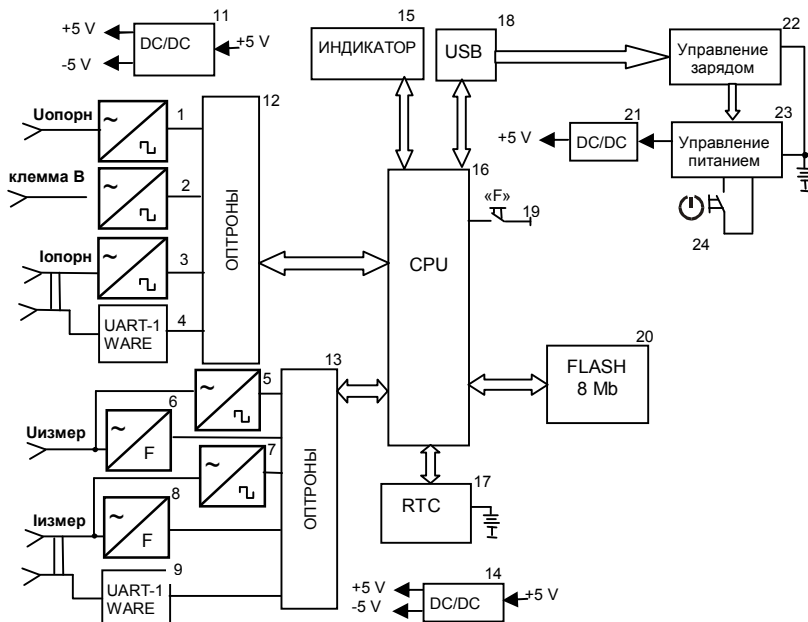 11
+5 V
-5 V
DC/DC
+5 V
15
ИНДИКАТОР
18
USB
22
Управление
зарядом
12
Uопорн
1
клемма В
2
Iопорн
3
UART-1
WARE
4
ОПТРОНЫ
16
CPU
«F»
19
21
+5 V
DC/DC
23
Управление
питанием
24
20
FLASH
8 Mb
13
5
6
Uизмер
F
7
8
Iизмер
F
9
UART-1
WARE
ОПТРОНЫ
17
RTC
14
+5 V
-5 V
DC/DC
+5 V